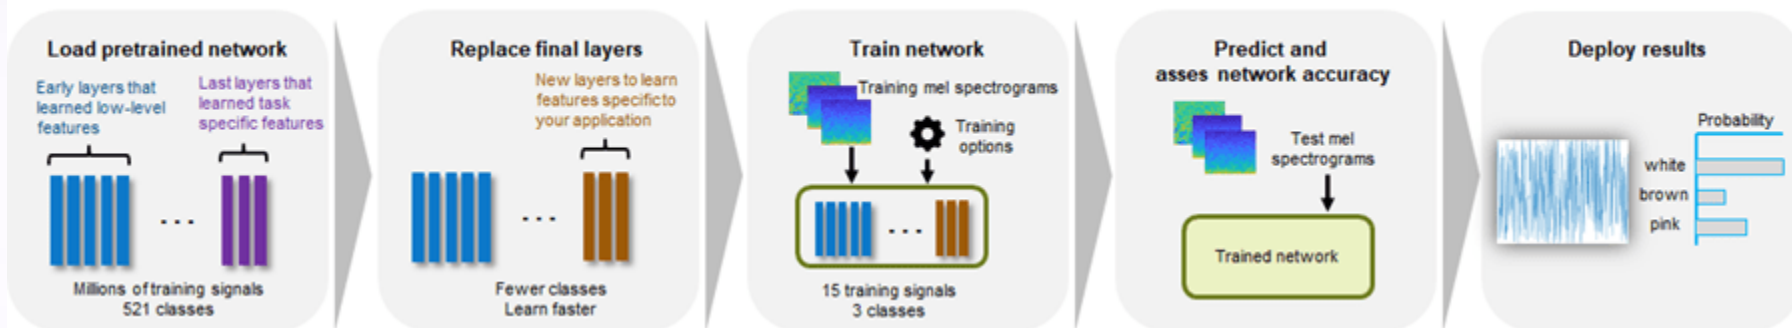 Load pretrained network
Early layers that
learned low-level
features
Last layers that
learned task
specific features
. . .
Millions of training signals
521 classes
Replace final layers
New layers to learn
features specific to
your application
. . .
Fewer classes
Learn faster
Train network
Training mel spectrograms
Training
options
. . .
15 training signals
3 classes
Predict and
asses network accuracy
Test mel
spectrograms
Trained network
Deploy results
Probability
white
brown
pink